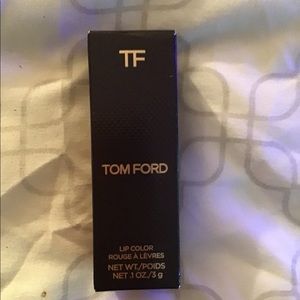 TF
TOM FORD
LIP COLOR
ROUGE À LÈVRES
NET WT./POIDS
NET .1 OZ./3 g